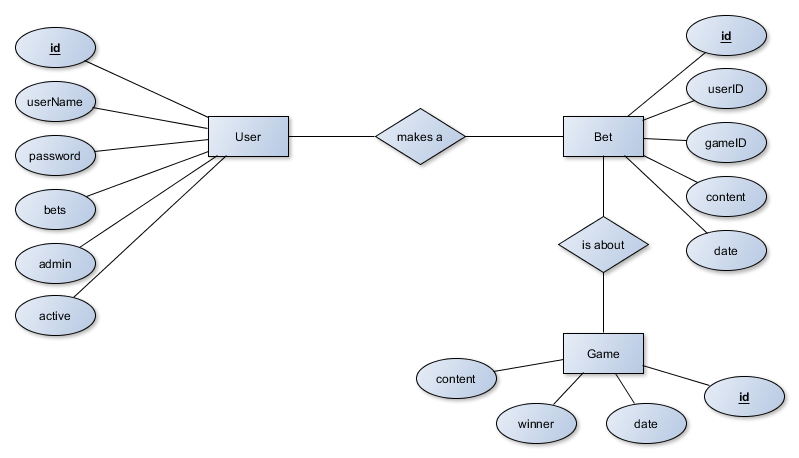 id
userName
password
bets
admin
active
User
makes a
Bet
id
userID
gameID
content
date
is about
Game
content
winner
date
id